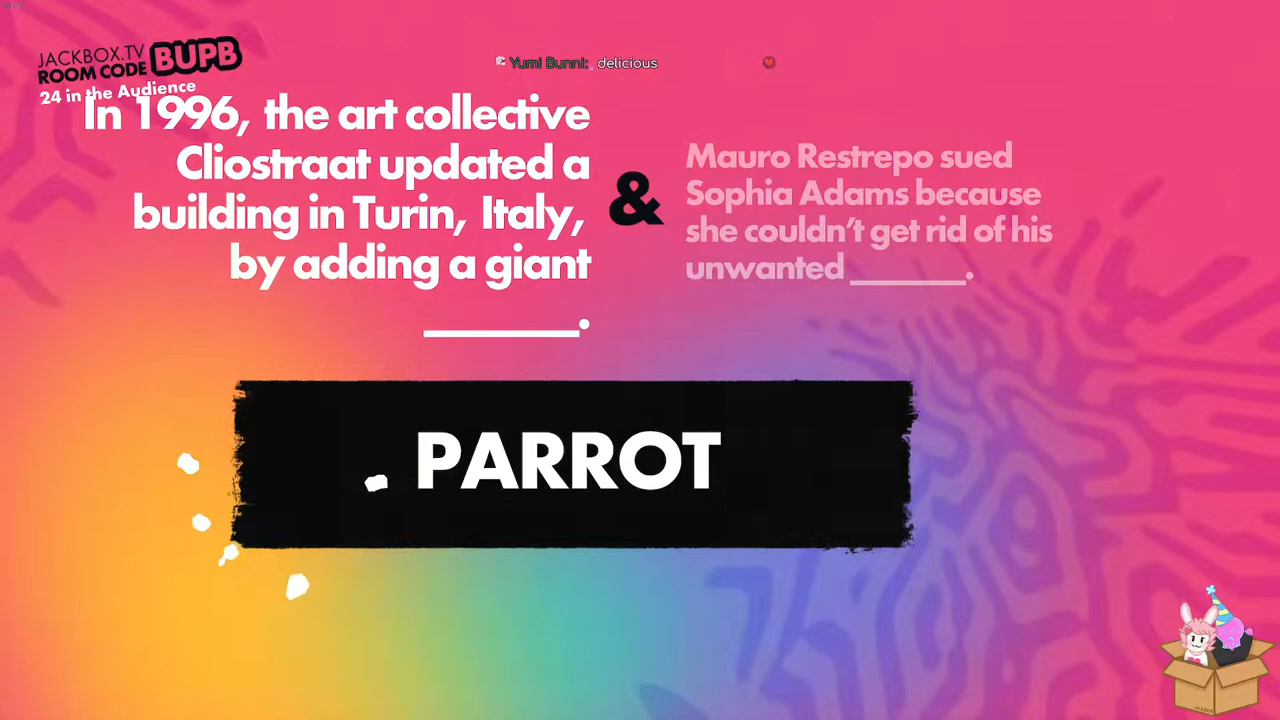 JACKBOX.TV
ROOM CODE BUPB
24 in the Audience
Yumi Bunni: delicious
In 1996, the art collective
Cliostraat updated a
building in Turin, Italy,
by adding a giant
________.
&
Mauro Restrepo sued
Sophia Adams because
she couldn't get rid of his
unwanted ________.
PARROT